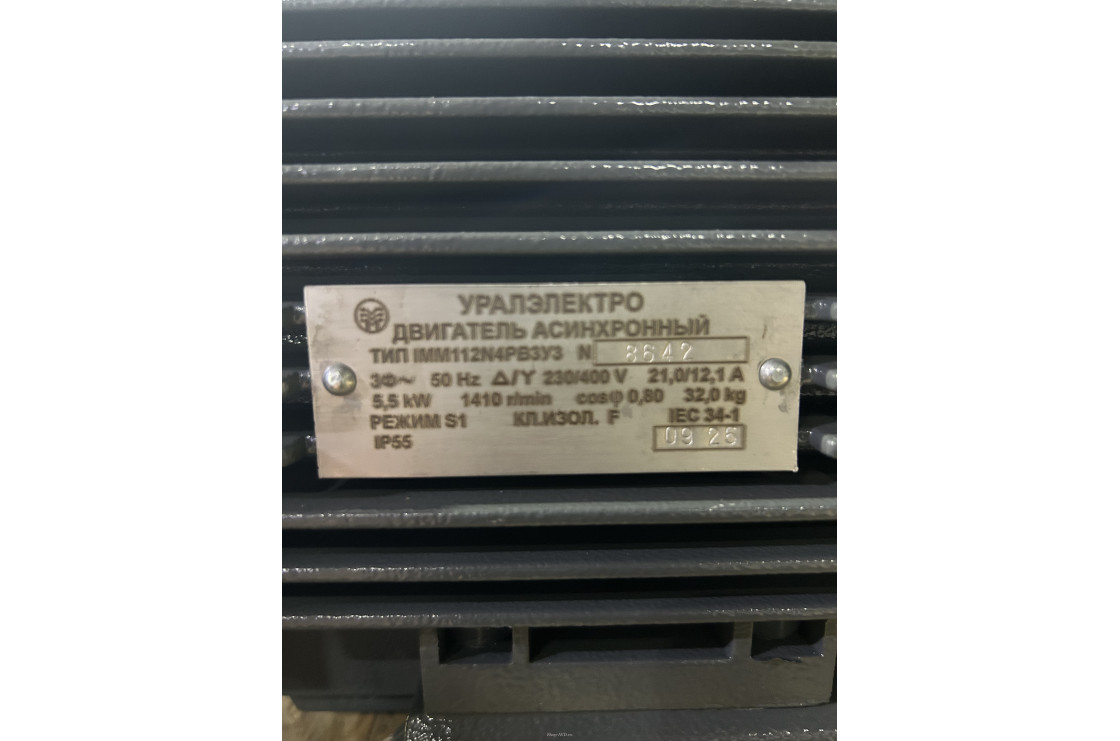 УРАЛЭЛЕКТРО
ДВИГАТЕЛЬ АСИНХРОННЫЙ
ТИП IMM112N4РВ3У3 N 8642
3Ф~ 50 Hz Δ/Y 230/400 V 21,0/12,1 A
5,5 kW 1410 r/min cosφ 0,80 32,0 kg
РЕЖИМ S1 КЛ.ИЗОЛ. F IEC 34-1
IP55 09 25